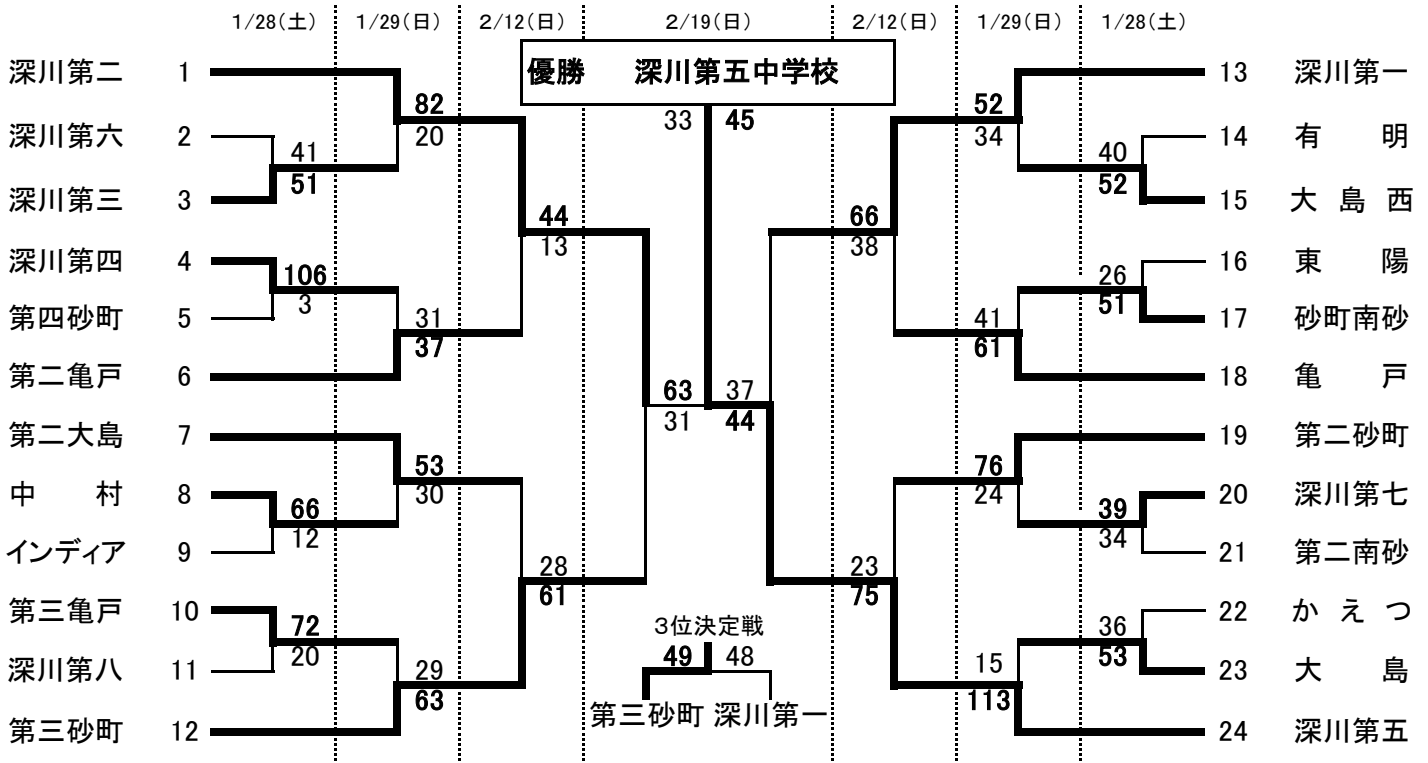 1/28(土) 1/29(日) 2/12(日) 2/19(日) 2/12(日) 1/29(日) 1/28(土)
優勝 深川第五中学校
深川第二 1 82 52 13 深川第一
33 45
深川第六 2 20 34 14 有 明
41 40
51 52
深川第三 3 15 大島西
44 66
13 38
深川第四 4 16 東 陽
106 26
3 51
第四砂町 5 31 41 17 砂町南砂
37 61
第二亀戸 6 18 亀 戸
63 37
31 44
第二大島 7 19 第二砂町
53 76
中 村 8 30 24 20 深川第七
66 39
12 34
インディア 9 21 第二南砂
28 23
61 75
第三亀戸 10 22 かえつ
72 3位決定戦 36
20 49 48 53
深川第八 11 29 15 23 大 島
63 113
第三砂町 深川第一
第三砂町 12 24 深川第五